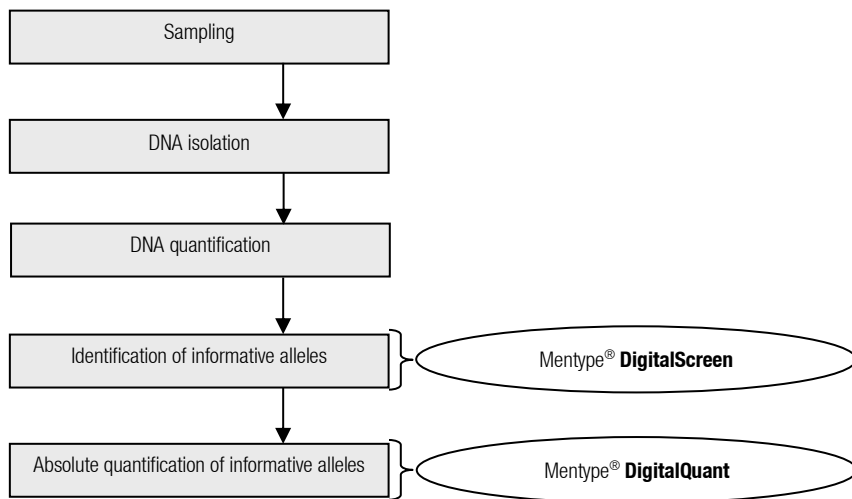 Sampling
DNA isolation
DNA quantification
Identification of informative alleles
Mentype® DigitalScreen
Absolute quantification of informative alleles
Mentype® DigitalQuant